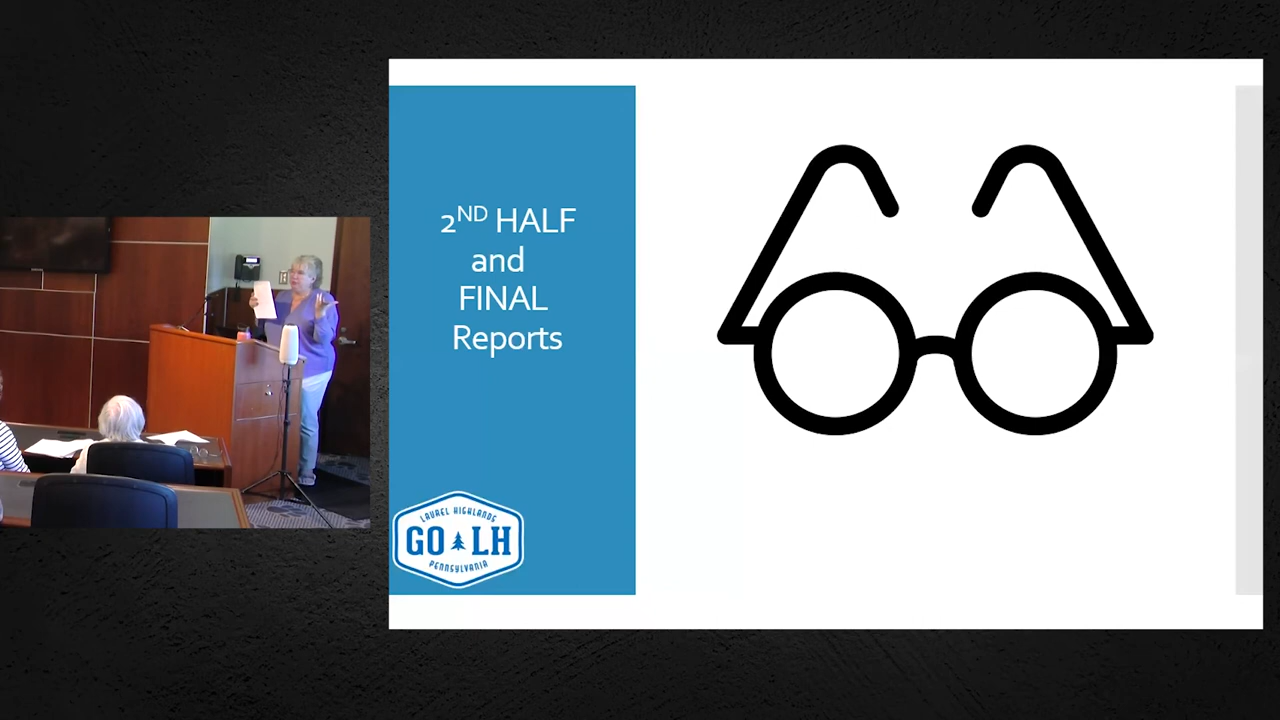 2ND HALF
and
FINAL
Reports
LAUREL HIGHLANDS
GO LH
PENNSYLVANIA